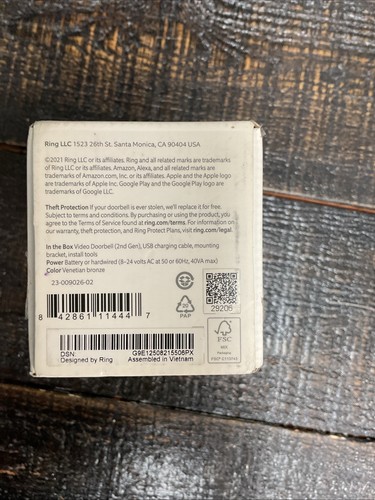 Ring LLC 1523 26th St. Santa Monica, CA 90404 USA
©2021 Ring LLC or its affiliates. Ring and all related marks are trademarks
of Ring LLC or its affiliates. Amazon, Alexa, and all related marks are
trademarks of Amazon.com, Inc. or its affiliates. Apple and the Apple logo
are trademarks of Apple Inc. Google Play and the Google Play logo are
trademarks of Google LLC.
Theft Protection If your doorbell is ever stolen, we'll replace it for free.
Subject to terms and conditions. By purchasing or using the product, you
agree to the Terms of Service found at ring.com/terms. For information on
our warranty, theft protection, and Ring Protect Plans, visit ring.com/legal.
In the Box Video Doorbell (2nd Gen), USB charging cable, mounting
bracket, install tools
Power Battery or hardwired (8–24 volts AC at 50 or 60Hz, 40VA max)
Color Venetian bronze
23-009026-02
8 42861 11444 7
20
PAP
29205
FSC
MIX
DSN: G9E12508215506PX
Designed by Ring Assembled in Vietnam